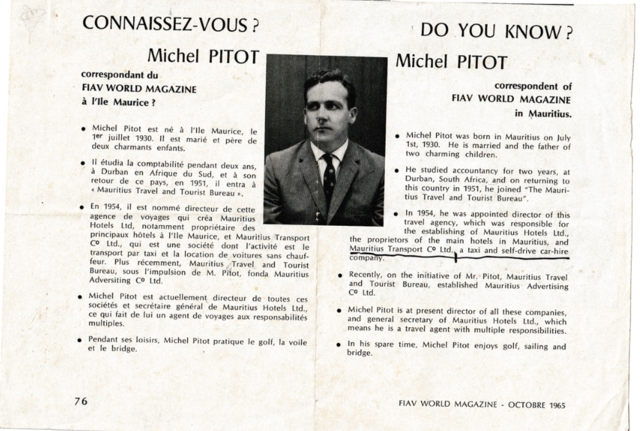 CONNAISSEZ-VOUS ?
Michel PITOT
correspondant du
FIAV WORLD MAGAZINE
à l'Ile Maurice ?
• Michel Pitot est né à l'Ile Maurice, le
1er juillet 1930. Il est marié et père de
deux charmants enfants.
• Il étudia la comptabilité pendant deux ans,
à Durban en Afrique du Sud, et à son
retour de ce pays, en 1951, il entra à
« Mauritius Travel and Tourist Bureau ».
• En 1954, il est nommé directeur de cette
agence de voyages qui créa Mauritius
Hotels Ltd, notamment propriétaire des
principaux hôtels à l'Ile Maurice, et Mauritius Transport
Co Ltd., qui est une société dont l'activité est le
transport par taxi et la location de voitures sans chauf-
feur. Plus récemment, Mauritius Travel and Tourist
Bureau, sous l'impulsion de M. Pitot, fonda Mauritius
Adversiting Co Ltd.
• Michel Pitot est actuellement directeur de toutes ces
sociétés et secrétaire général de Mauritius Hotels Ltd.,
ce qui fait de lui un agent de voyages aux responsabilités
multiples.
• Pendant ses loisirs, Michel Pitot pratique le golf, la voile
et le bridge.
76
DO YOU KNOW ?
Michel PITOT
correspondent of
FIAV WORLD MAGAZINE
in Mauritius.
• Michel Pitot was born in Mauritius on July
1st, 1930. He is married and the father of
two charming children.
• He studied accountancy for two years, at
Durban, South Africa, and on returning to
this country in 1951, he joined "The Mauri-
tius Travel and Tourist Bureau".
• In 1954, he was appointed director of this
travel agency, which was responsible for
the establishing of Mauritius Hotels Ltd.,
the proprietors of the main hotels in Mauritius, and
Mauritius Transport Co Ltd., a taxi and self-drive car-hire
company.
• Recently, on the initiative of Mr. Pitot, Mauritius Travel
and Tourist Bureau, established Mauritius Advertising
Co Ltd.
• Michel Pitot is at present director of all these companies,
and general secretary of Mauritius Hotels Ltd., which
means he is a travel agent with multiple responsibilities.
• In his spare time, Michel Pitot enjoys golf, sailing and
bridge.
FIAV WORLD MAGAZINE - OCTOBRE 1965